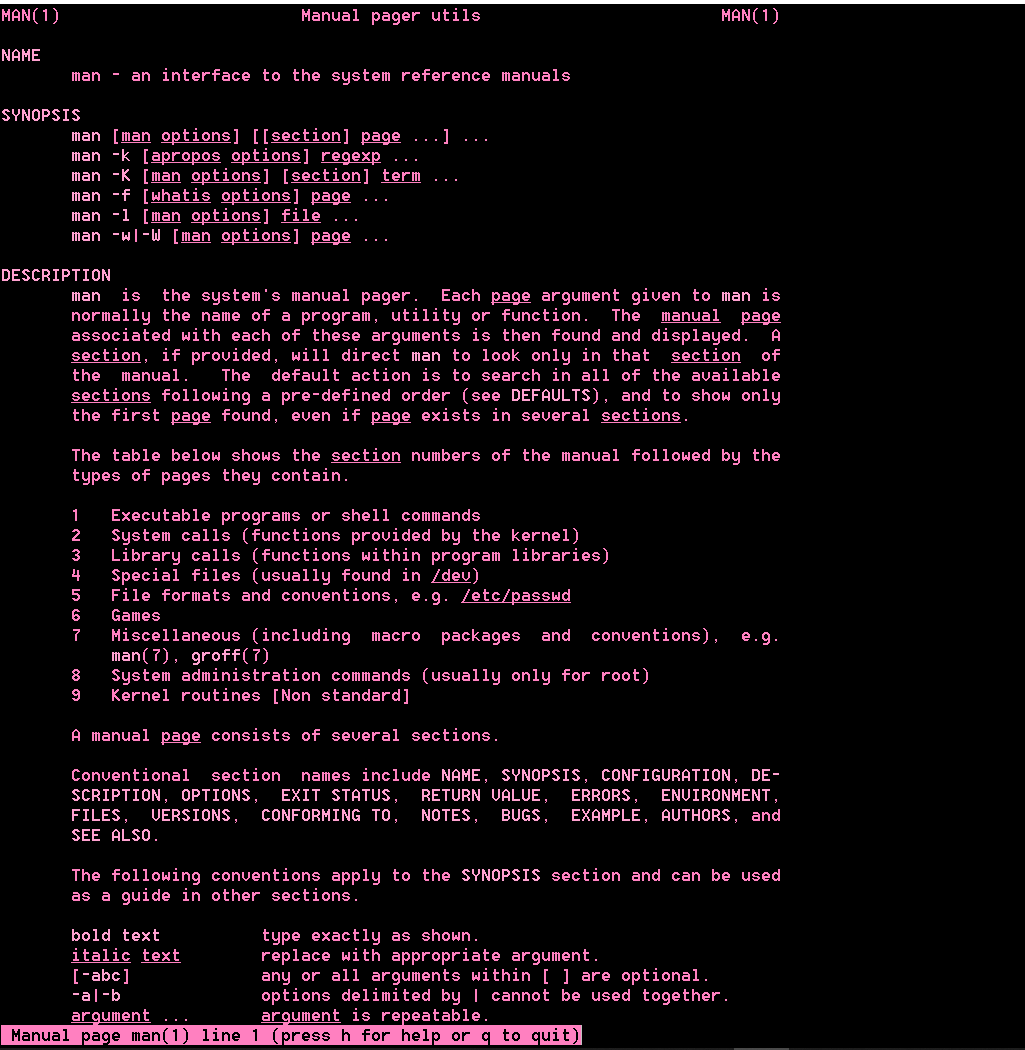 MAN(1)                        Manual pager utils                        MAN(1)

NAME
       man - an interface to the system reference manuals

SYNOPSIS
       man [man options] [[section] page ...] ...
       man -k [apropos options] regexp ...
       man -K [man options] [section] term ...
       man -f [whatis options] page ...
       man -l [man options] file ...
       man -w|-W [man options] page ...

DESCRIPTION
       man  is  the system's manual pager.  Each page argument given to man is
       normally the name of a program, utility or function.  The  manual  page
       associated with each of these arguments is then found and displayed.  A
       section, if provided, will direct man to look only in that  section  of
       the  manual.   The  default action is to search in all of the available
       sections following a pre-defined order (see DEFAULTS), and to show only
       the first page found, even if page exists in several sections.

       The table below shows the section numbers of the manual followed by the
       types of pages they contain.

       1   Executable programs or shell commands
       2   System calls (functions provided by the kernel)
       3   Library calls (functions within program libraries)
       4   Special files (usually found in /dev)
       5   File formats and conventions, e.g. /etc/passwd
       6   Games
       7   Miscellaneous (including  macro  packages  and  conventions),  e.g.
           man(7), groff(7)
       8   System administration commands (usually only for root)
       9   Kernel routines [Non standard]

       A manual page consists of several sections.

       Conventional  section  names include NAME, SYNOPSIS, CONFIGURATION, DE-
       SCRIPTION, OPTIONS,  EXIT STATUS,  RETURN VALUE,  ERRORS,  ENVIRONMENT,
       FILES,  VERSIONS,  CONFORMING TO,  NOTES,  BUGS,  EXAMPLE, AUTHORS, and
       SEE ALSO.

       The following conventions apply to the SYNOPSIS section and can be used
       as a guide in other sections.

       bold text          type exactly as shown.
       italic text        replace with appropriate argument.
       [-abc]             any or all arguments within [ ] are optional.
       -a|-b              options delimited by | cannot be used together.
       argument ...       argument is repeatable.
 Manual page man(1) line 1 (press h for help or q to quit)